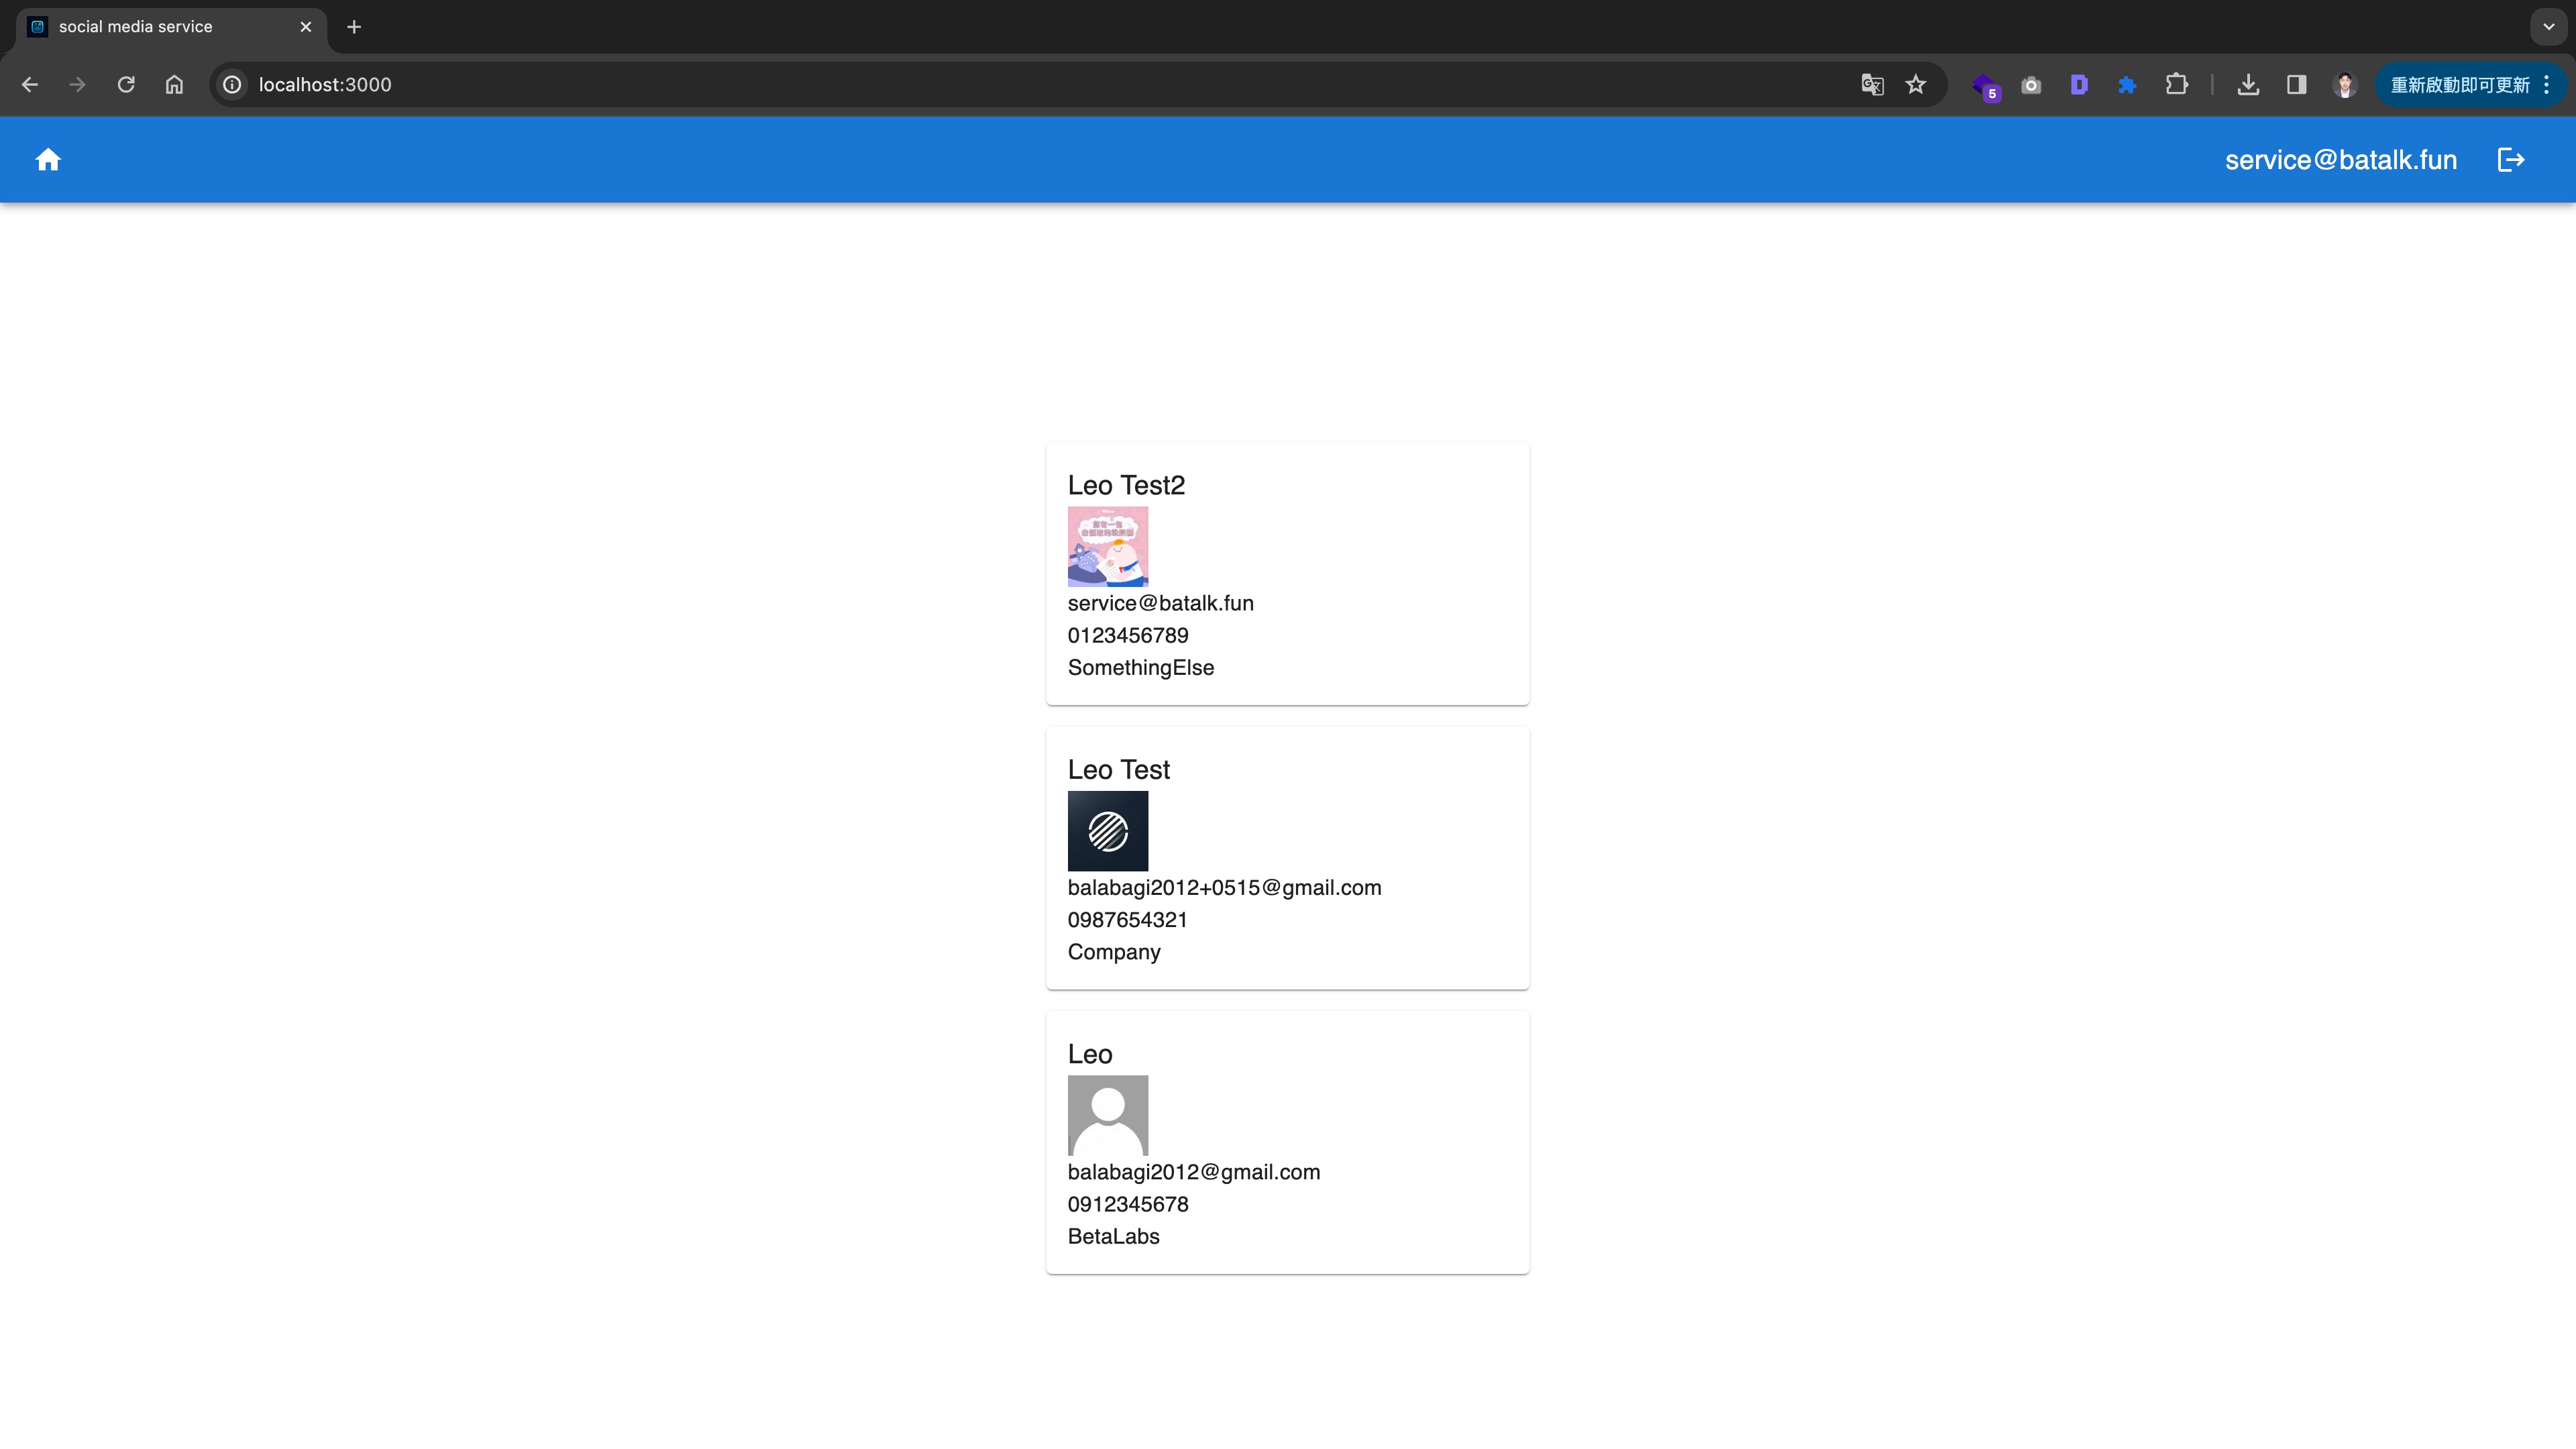 social media service
localhost:3000
5
重新啟動即可更新
service@batalk.fun
Leo Test2
service@batalk.fun
0123456789
SomethingElse
Leo Test
balabagi2012+0515@gmail.com
0987654321
Company
Leo
balabagi2012@gmail.com
0912345678
BetaLabs